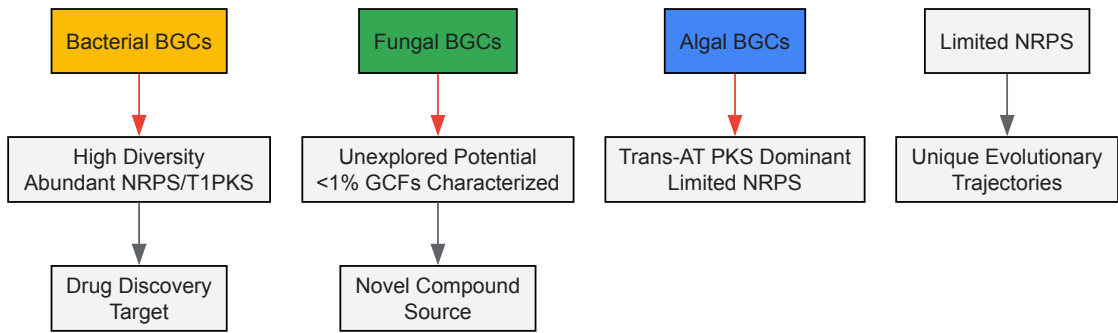 Bacterial BGCs
Fungal BGCs
Algal BGCs
Limited NRPS
High Diversity
Abundant NRPS/T1PKS
Unexplored Potential
<1% GCFs Characterized
Trans-AT PKS Dominant
Limited NRPS
Unique Evolutionary
Trajectories
Drug Discovery
Target
Novel Compound
Source